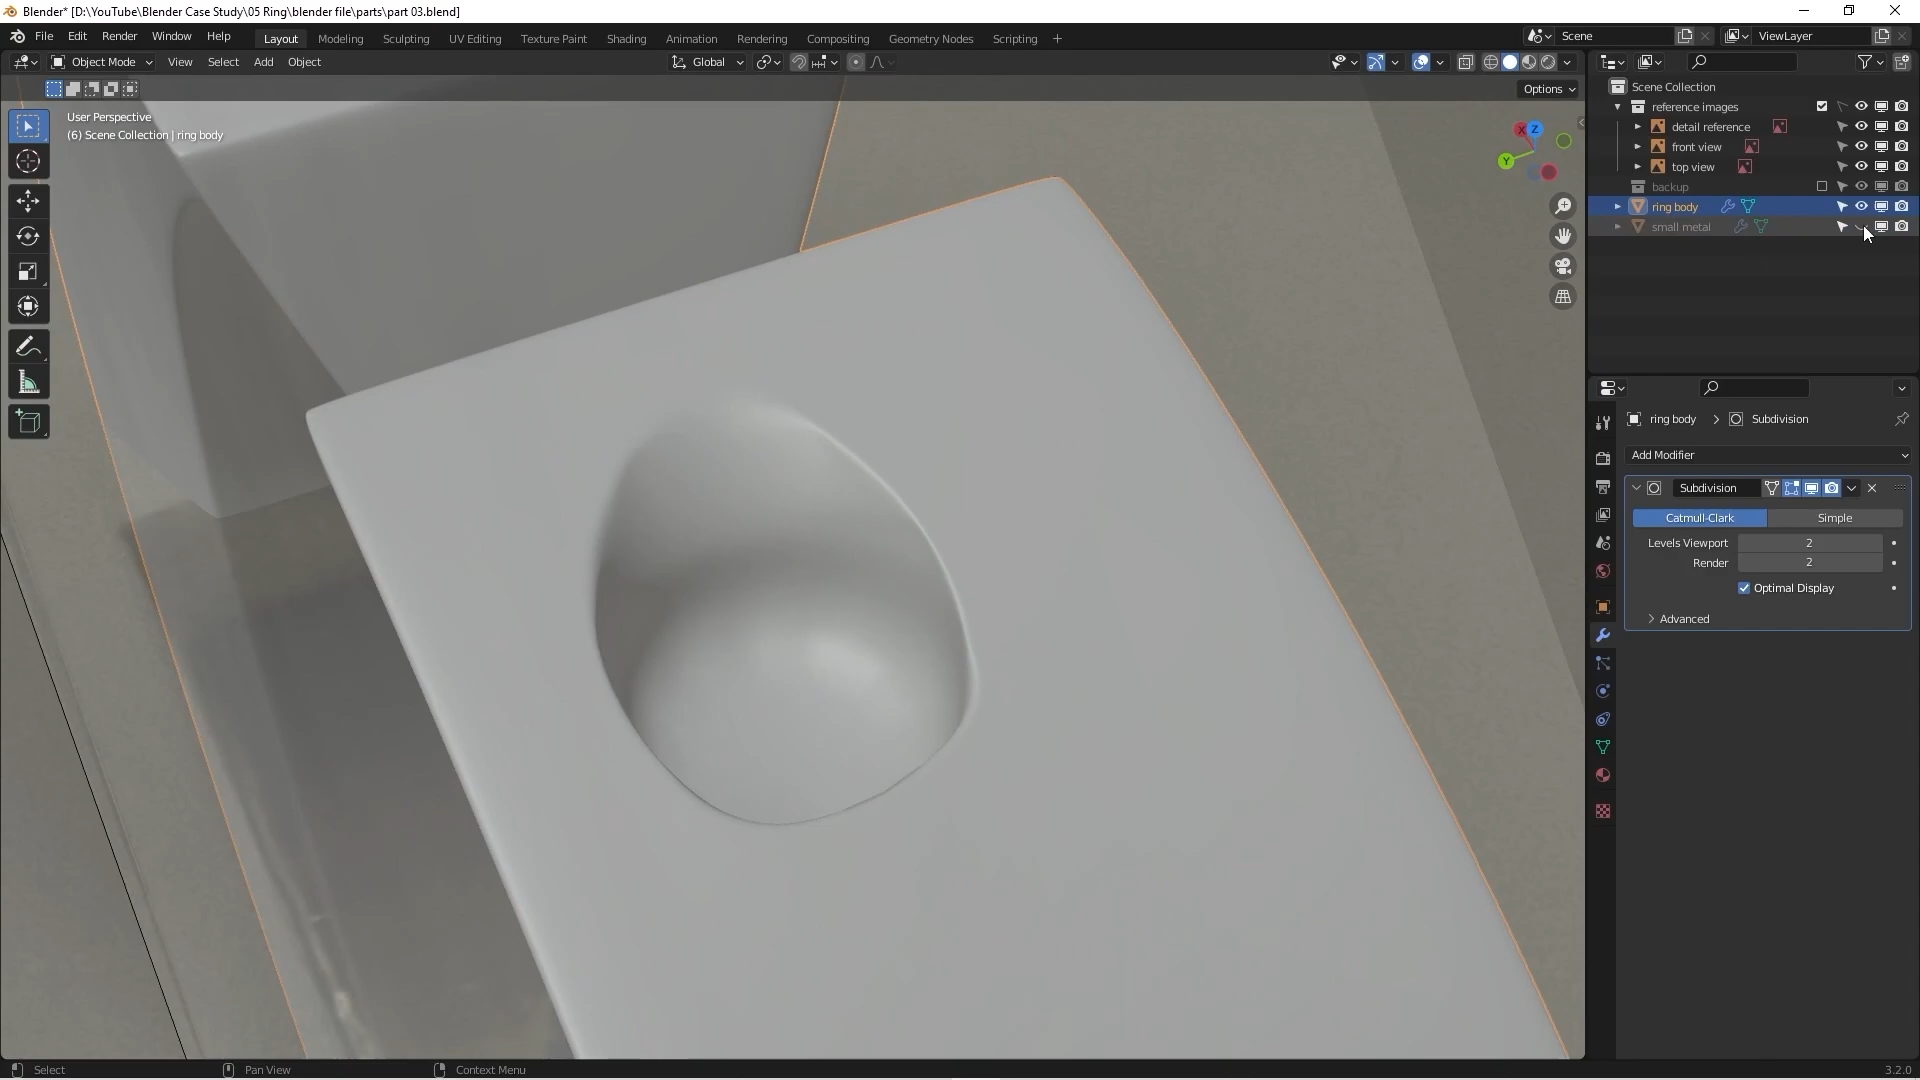 Blender* [D:\YouTube\Blender Case Study\05 Ring\blender file\parts\part 03.blend]
File Edit Render Window Help Layout Modeling Sculpting UV Editing Texture Paint Shading Animation Rendering Compositing Geometry Nodes Scripting + Scene ViewLayer
Object Mode View Select Add Object Global
Options
User Perspective
(6) Scene Collection | ring body
X Z Y
Scene Collection
reference images
detail reference
front view
top view
backup
ring body
small metal
ring body > Subdivision
Add Modifier
Subdivision
Catmull-Clark Simple
Levels Viewport 2
Render 2
Optimal Display
Advanced
Select Pan View Context Menu 3.2.0